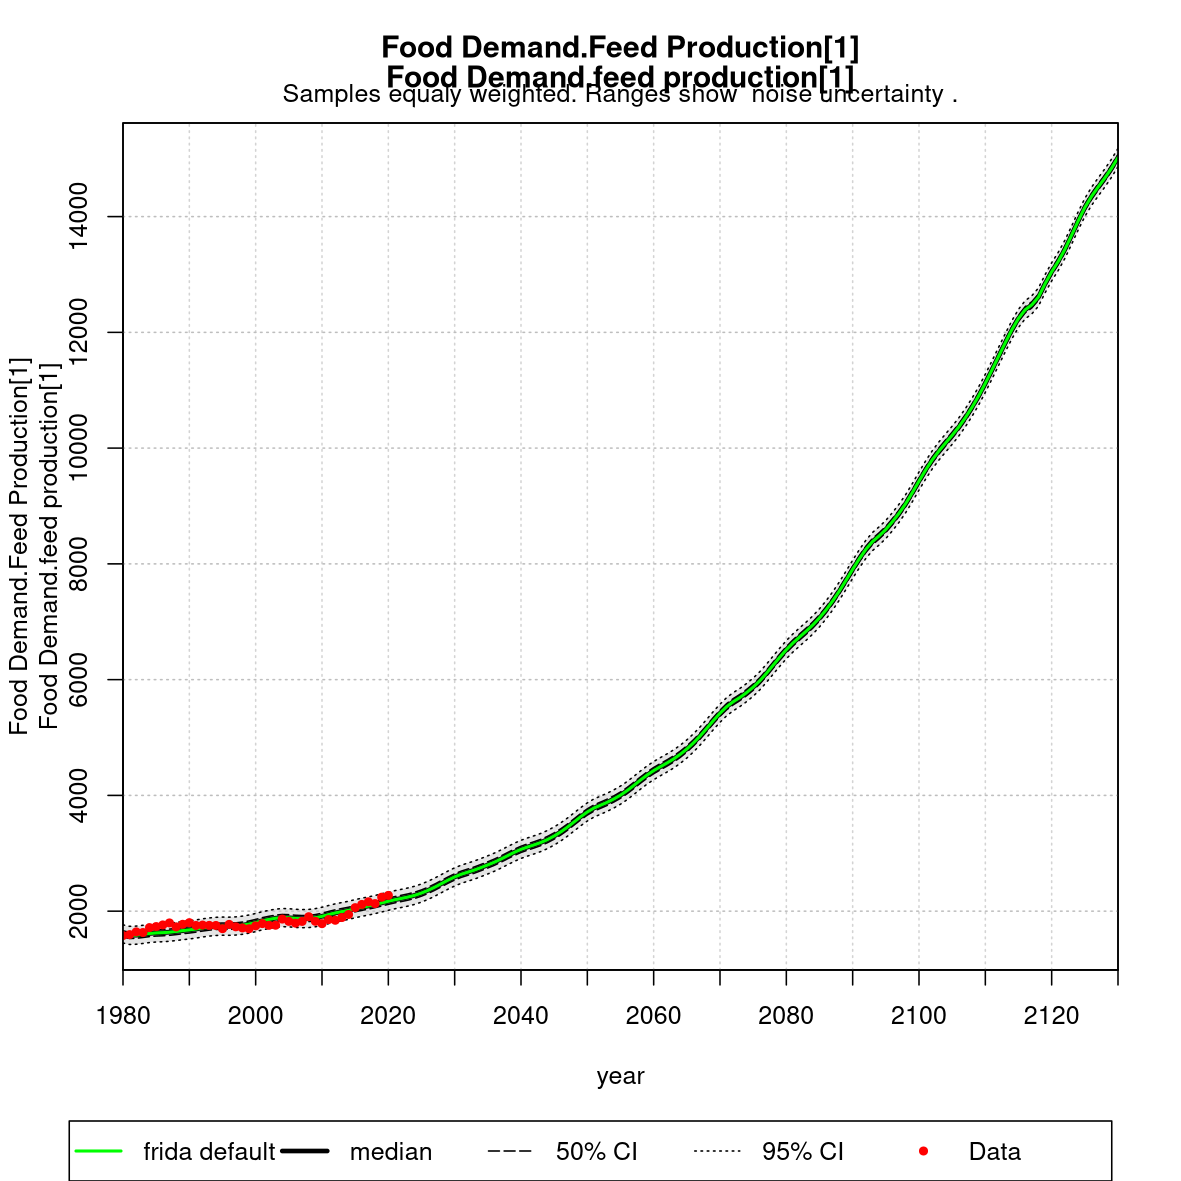 Food Demand.Feed Production[1]
Food Demand.feed production[1]
Samples equaly weighted. Ranges show  noise uncertainty .
Food Demand.Feed Production[1]
Food Demand.feed production[1]
14000
12000
10000
8000
6000
4000
2000
1980 2000 2020 2040 2060 2080 2100 2120
year
frida default median 50% CI 95% CI Data